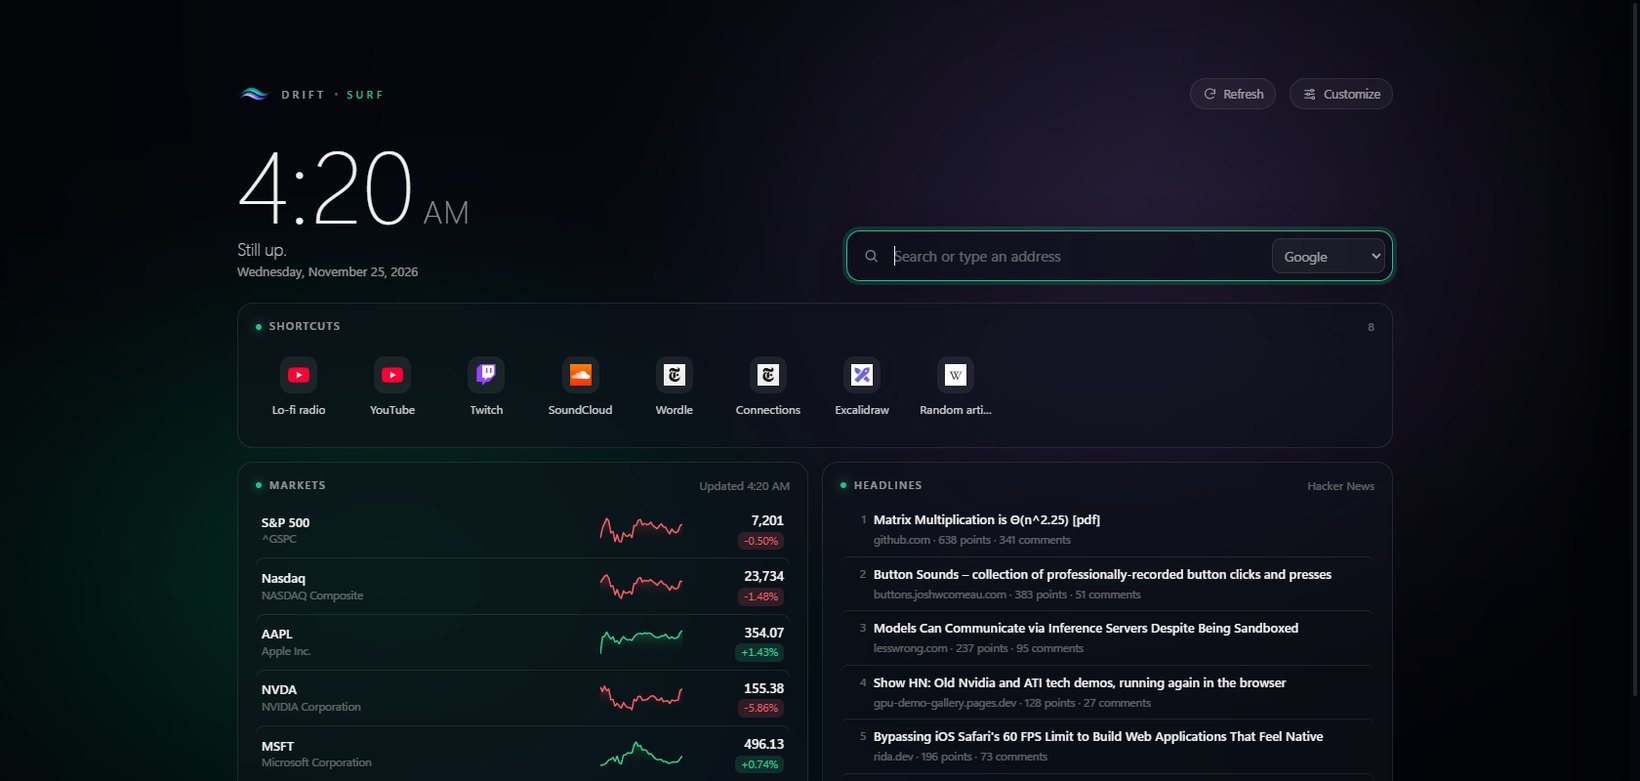 DRIFT · SURF
Refresh
Customize
4:20 AM
Still up.
Wednesday, November 25, 2026
Search or type an address
Google
SHORTCUTS
8
Lo-fi radio
YouTube
Twitch
SoundCloud
Wordle
Connections
Excalidraw
Random arti...
MARKETS
Updated 4:20 AM
S&P 500
7,201
^GSPC
-0.50%
Nasdaq
23,734
NASDAQ Composite
-1.48%
AAPL
354.07
Apple Inc.
+1.43%
NVDA
155.38
NVIDIA Corporation
-5.86%
MSFT
496.13
Microsoft Corporation
+0.74%
HEADLINES
Hacker News
1 Matrix Multiplication is Θ(n^2.25) [pdf]
github.com · 638 points · 341 comments
2 Button Sounds – collection of professionally-recorded button clicks and presses
buttons.joshwcomeau.com · 383 points · 51 comments
3 Models Can Communicate via Inference Servers Despite Being Sandboxed
lesswrong.com · 237 points · 95 comments
4 Show HN: Old Nvidia and ATI tech demos, running again in the browser
gpu-demo-gallery.pages.dev · 128 points · 27 comments
5 Bypassing iOS Safari's 60 FPS Limit to Build Web Applications That Feel Native
rida.dev · 196 points · 73 comments